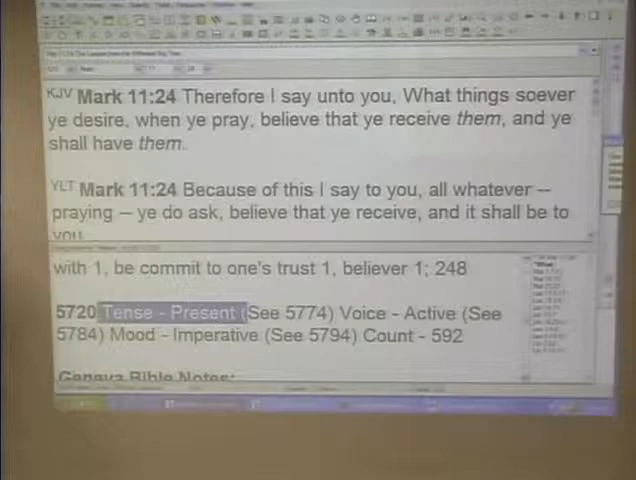 KJV Mark 11:24 Therefore I say unto you, What things soever
ye desire, when ye pray, believe that ye receive them, and ye
shall have them.
YLT Mark 11:24 Because of this I say to you, all whatever --
praying -- ye do ask, believe that ye receive, and it shall be to
you
with 1, be commit to one's trust 1, believer 1; 248
5720 Tense - Present (See 5774) Voice - Active (See
5784) Mood - Imperative (See 5794) Count - 592
Geneva Bible Notes: